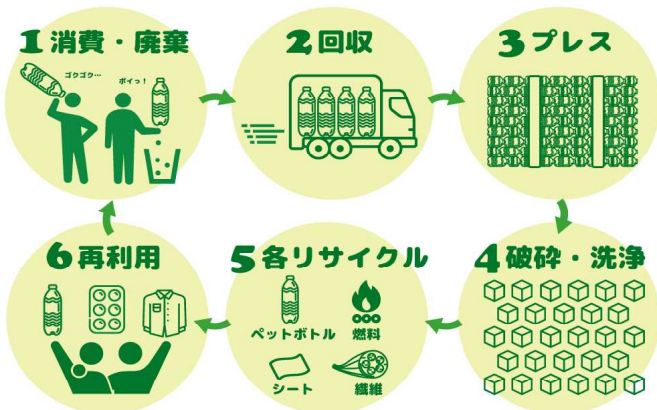 1 消費・廃棄
ゴクゴク…
ポイっ！
2 回収
3 プレス
4 破砕・洗浄
5 各リサイクル
ペットボトル
燃料
シート
繊維
6 再利用